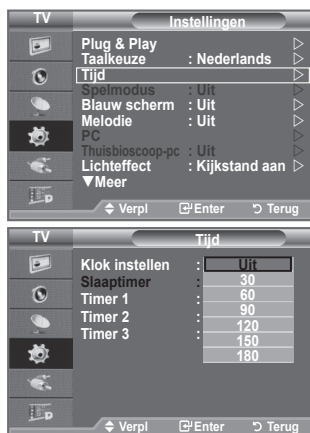 TV
Instellingen
Plug & Play
Taalkeuze : Nederlands
Tijd
Spelmodus : Uit
Blauw scherm : Uit
Melodie : Uit
PC
Thuisbioscoop-pc : Uit
Lichteffect : Kijkstand aan
▼Meer
Verpl Enter Terug
TV
Tijd
Klok instellen : Uit
Slaaptimer : 30
Timer 1 : 60
90
Timer 2 : 120
Timer 3 : 150
180
Verpl Enter Terug